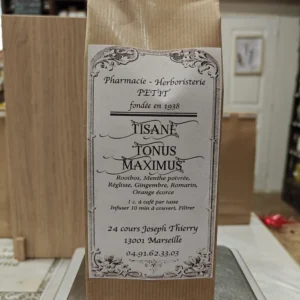 Pharmacie - Herboristerie
PETIT
fondée en 1938
TISANE
TONUS
MAXIMUS
Rooibos, Menthe poivrée,
Réglisse, Gingembre, Romarin,
Orange écorce
1 c. à café par tasse
Infuser 10 min à couvert, Filtrer
24 cours Joseph Thierry
13001 Marseille
04.91.62.33.03